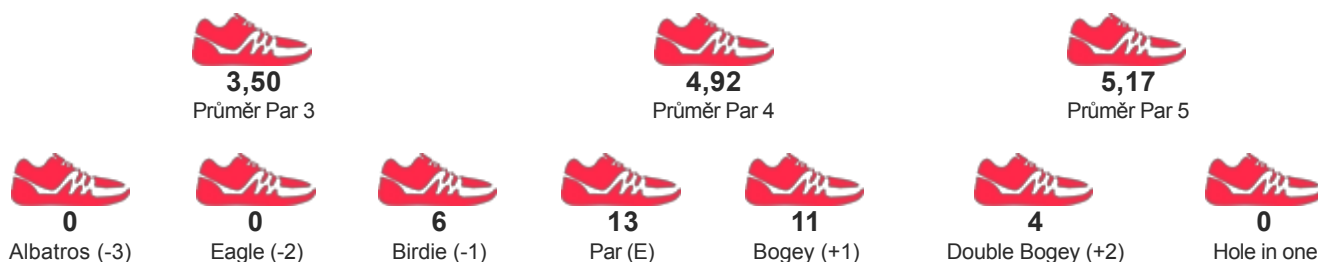 3,50 4,92 5,17
Průměr Par 3 Průměr Par 4 Průměr Par 5
0 0 6 13 11 4 0
Albatros (-3) Eagle (-2) Birdie (-1) Par (E) Bogey (+1) Double Bogey (+2) Hole in one